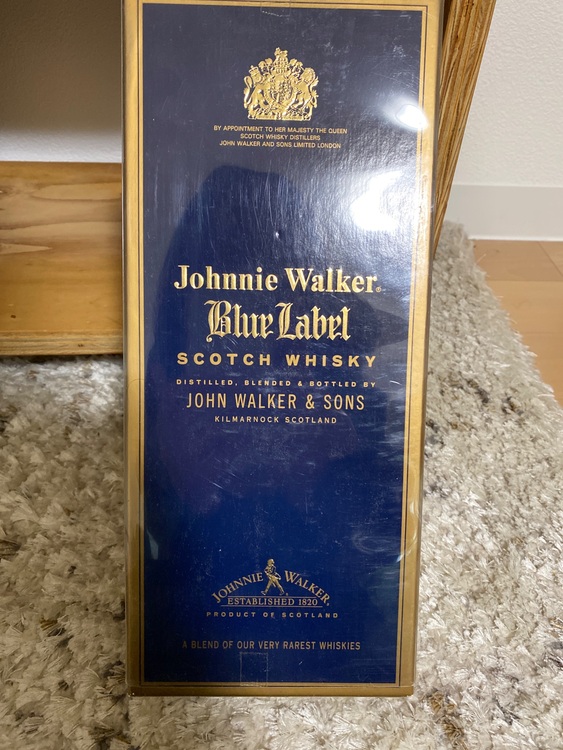 BY APPOINTMENT TO HER MAJESTY THE QUEEN
SCOTCH WHISKY DISTILLERS
JOHN WALKER AND SONS LIMITED LONDON
Johnnie Walker
Blue Label
SCOTCH WHISKY
DISTILLED, BLENDED & BOTTLED BY
JOHN WALKER & SONS
KILMARNOCK SCOTLAND
JOHNNIE WALKER
ESTABLISHED 1820
PRODUCT OF SCOTLAND
A BLEND OF OUR VERY RAREST WHISKIES